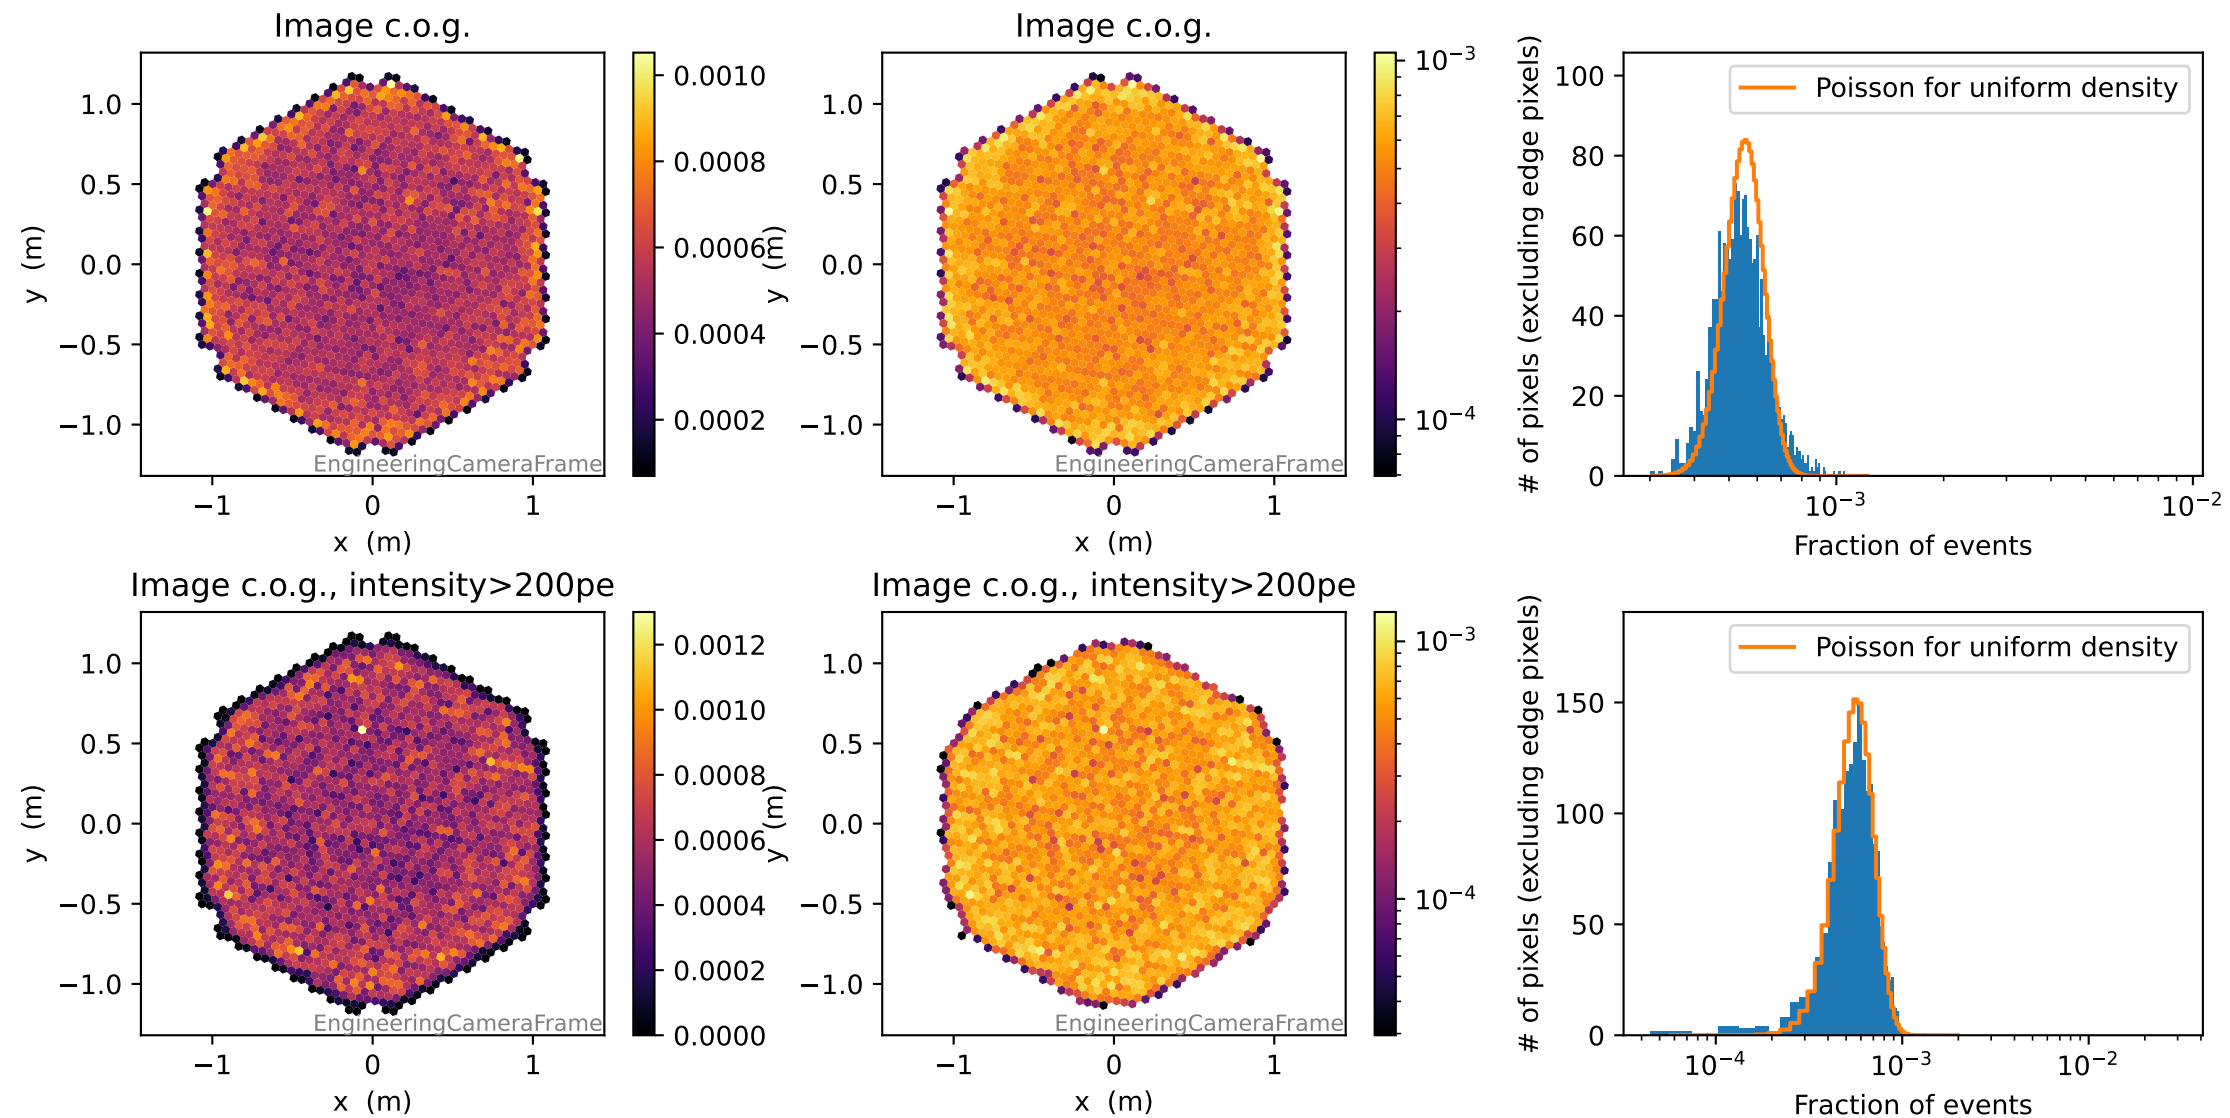 Image c.o.g.
1.0
0.5
0.0
−0.5
−1.0
y (m)
−1 0 1
x (m)
EngineeringCameraFrame
0.0010
0.0008
0.0006
0.0004
0.0002
Image c.o.g.
1.0
0.5
0.0
−0.5
−1.0
y (m)
−1 0 1
x (m)
EngineeringCameraFrame
10⁻³
10⁻⁴
# of pixels (excluding edge pixels)
100
80
60
40
20
0
Poisson for uniform density
10⁻³ 10⁻²
Fraction of events
Image c.o.g., intensity>200pe
1.0
0.5
0.0
−0.5
−1.0
y (m)
−1 0 1
x (m)
EngineeringCameraFrame
0.0012
0.0010
0.0008
0.0006
0.0004
0.0002
0.0000
Image c.o.g., intensity>200pe
1.0
0.5
0.0
−0.5
−1.0
y (m)
−1 0 1
x (m)
EngineeringCameraFrame
10⁻³
10⁻⁴
# of pixels (excluding edge pixels)
150
100
50
0
Poisson for uniform density
10⁻⁴ 10⁻³ 10⁻²
Fraction of events